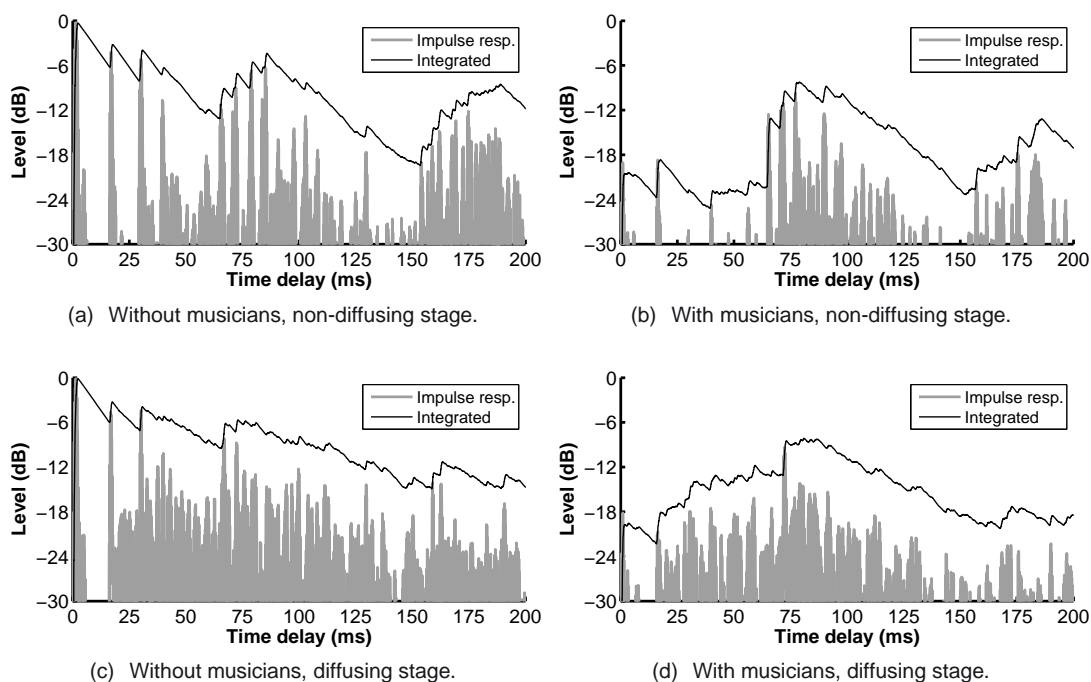 0
−6
−12
−18
−24
−30
Level (dB)
0 25 50 75 100 125 150 175 200
Time delay (ms)
Impulse resp.
Integrated
(a) Without musicians, non-diffusing stage.
0
−6
−12
−18
−24
−30
Level (dB)
0 25 50 75 100 125 150 175 200
Time delay (ms)
Impulse resp.
Integrated
(b) With musicians, non-diffusing stage.
0
−6
−12
−18
−24
−30
Level (dB)
0 25 50 75 100 125 150 175 200
Time delay (ms)
Impulse resp.
Integrated
(c) Without musicians, diffusing stage.
0
−6
−12
−18
−24
−30
Level (dB)
0 25 50 75 100 125 150 175 200
Time delay (ms)
Impulse resp.
Integrated
(d) With musicians, diffusing stage.